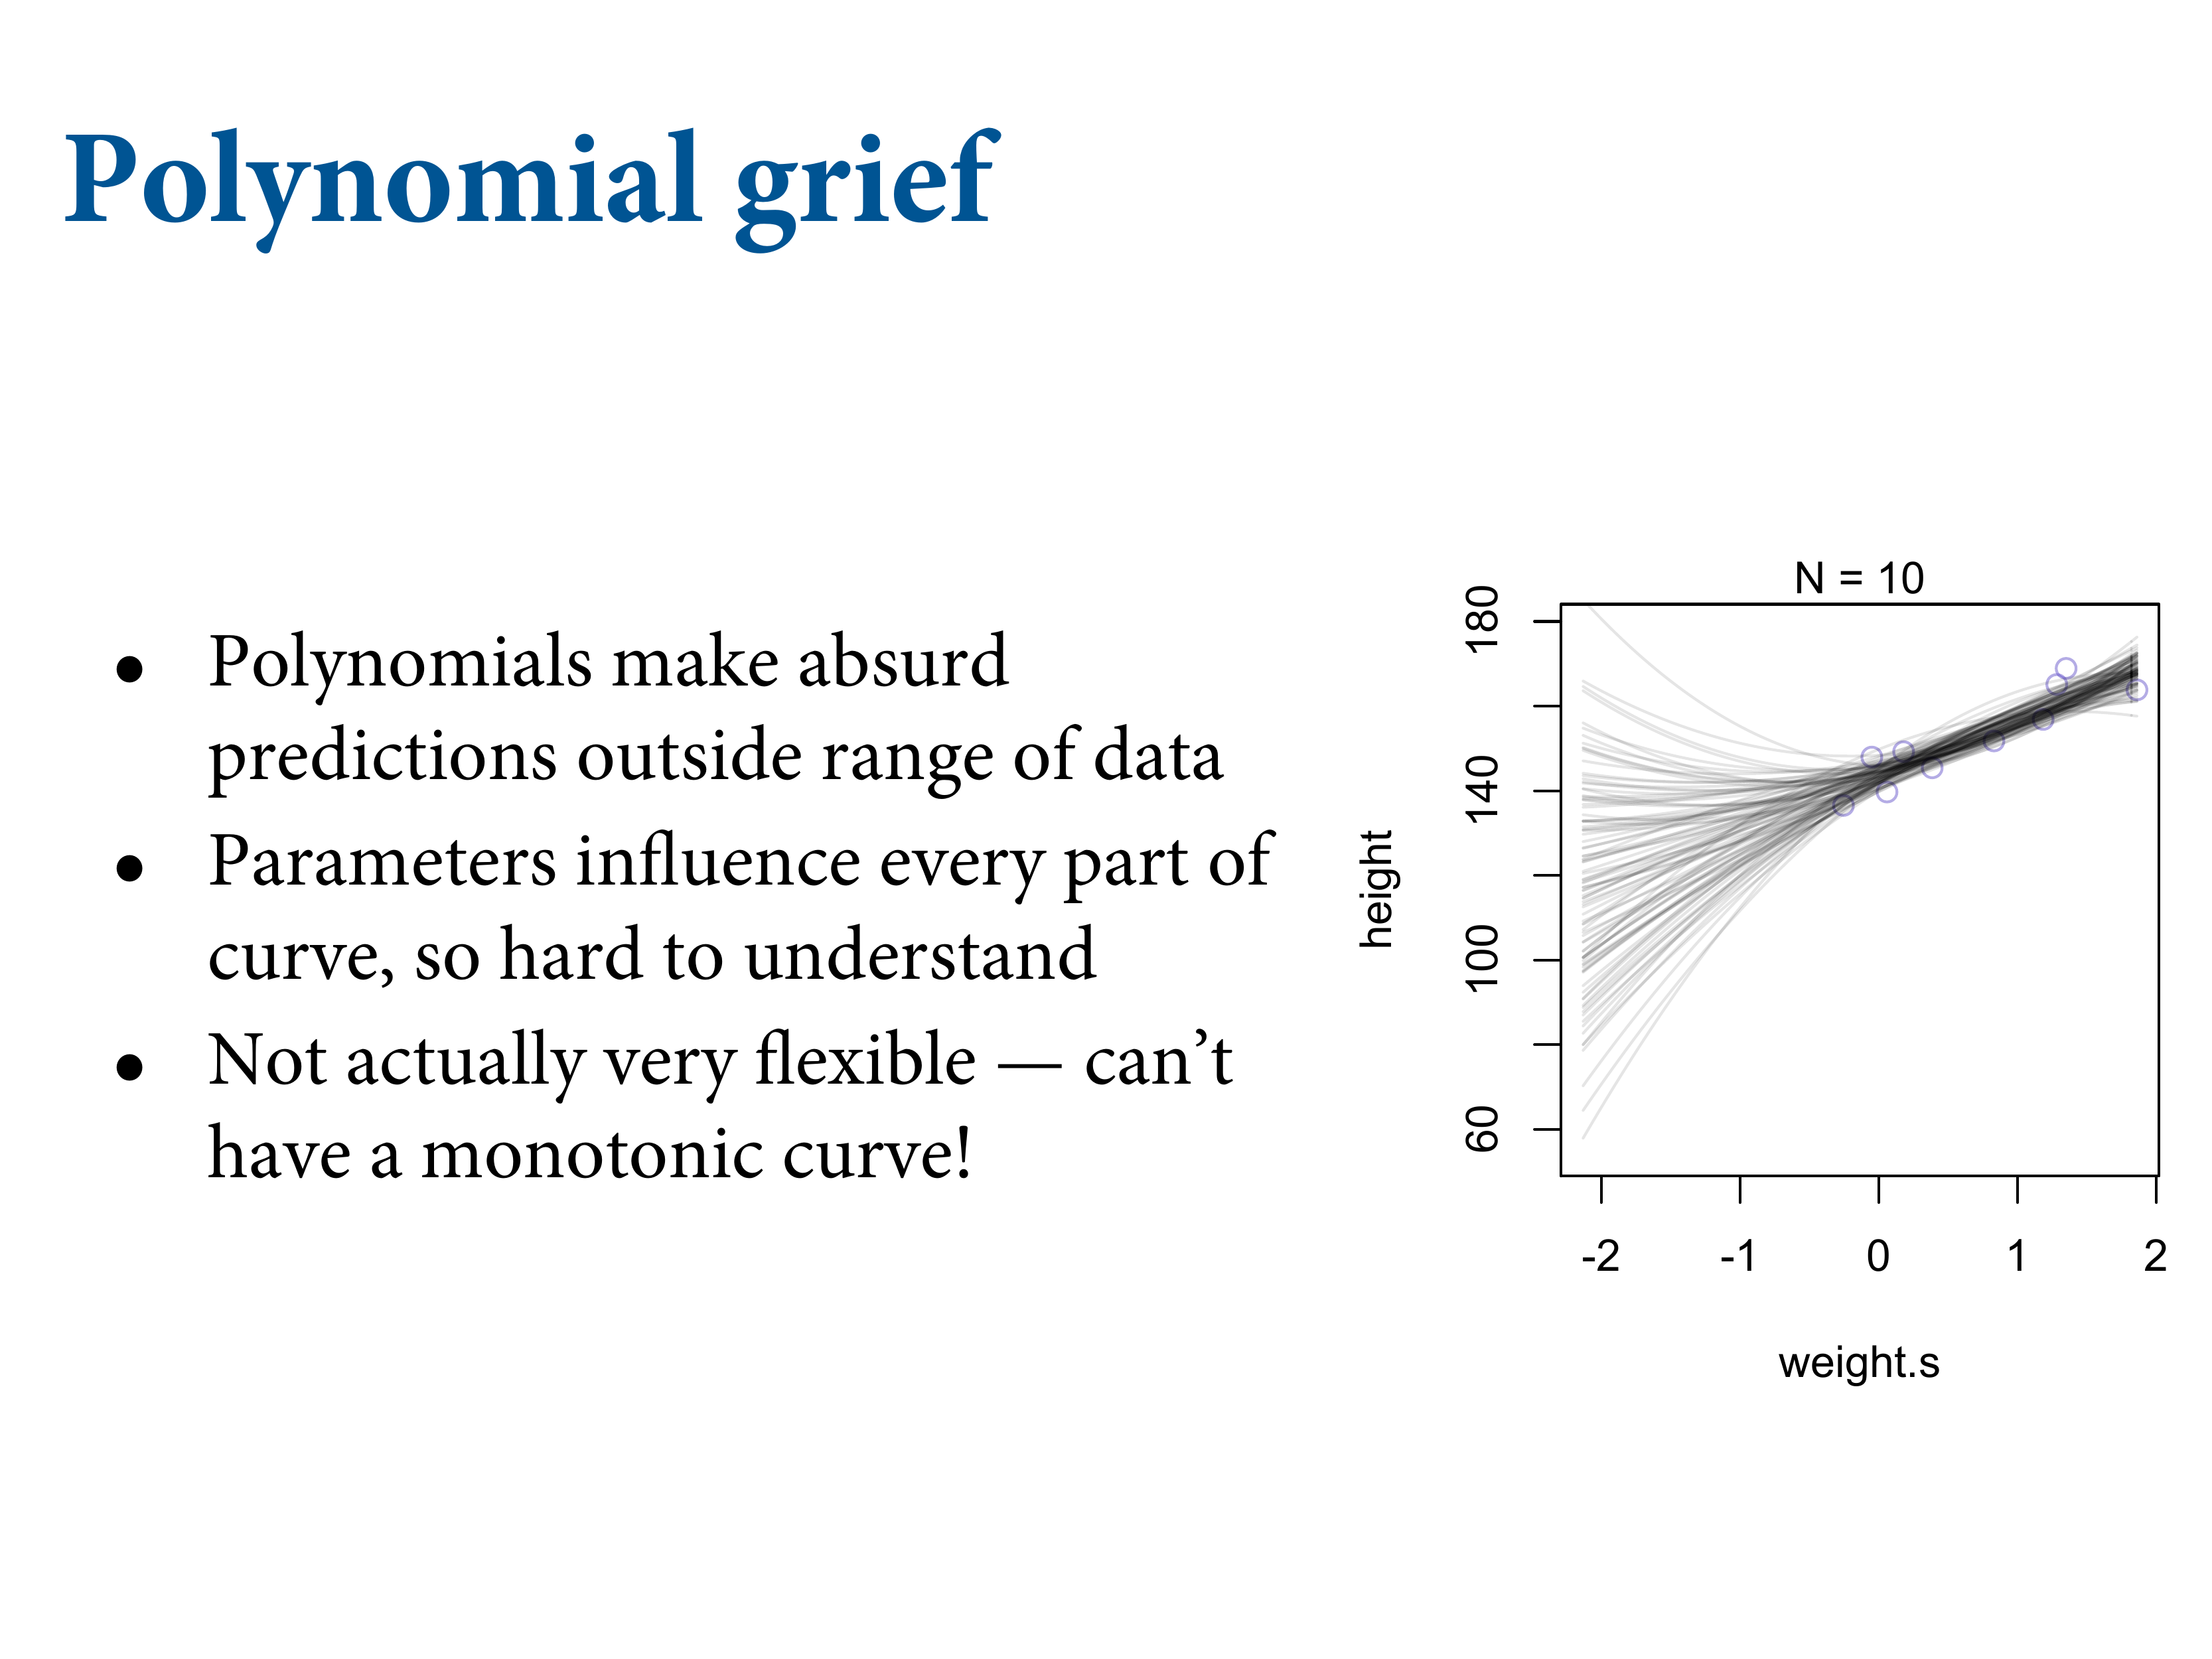 Polynomial grief
• Polynomials make absurd
predictions outside range of data
• Parameters influence every part of
curve, so hard to understand
• Not actually very flexible — can’t
have a monotonic curve!
N = 10
180
140
100
60
height
-2 -1 0 1 2
weight.s